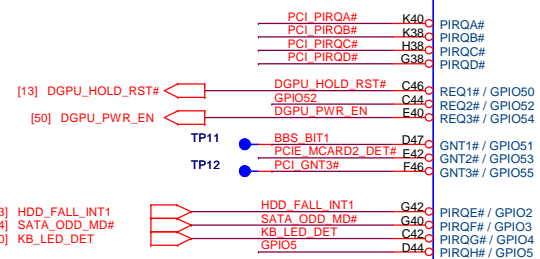 PCI_PIRQA# K40 PIRQA#
PCI_PIRQB# K38 PIRQB#
PCI_PIRQC# H38 PIRQC#
PCI_PIRQD# G38 PIRQD#
[13] DGPU_HOLD_RST# DGPU_HOLD_RST# C46 REQ1# / GPIO50
GPIO52 C44 REQ2# / GPIO52
[50] DGPU_PWR_EN DGPU_PWR_EN E40 REQ3# / GPIO54
TP11 BBS_BIT1 D47 GNT1# / GPIO51
PCIE_MCARD2_DET# E42 GNT2# / GPIO53
TP12 PCI_GNT3# F46 GNT3# / GPIO55
HDD_FALL_INT1 HDD_FALL_INT1 G42 PIRQE# / GPIO2
SATA_ODD_MD# SATA_ODD_MD# G40 PIRQF# / GPIO3
KB_LED_DET KB_LED_DET C42 PIRQG# / GPIO4
GPIO5 D44 PIRQH# / GPIO5